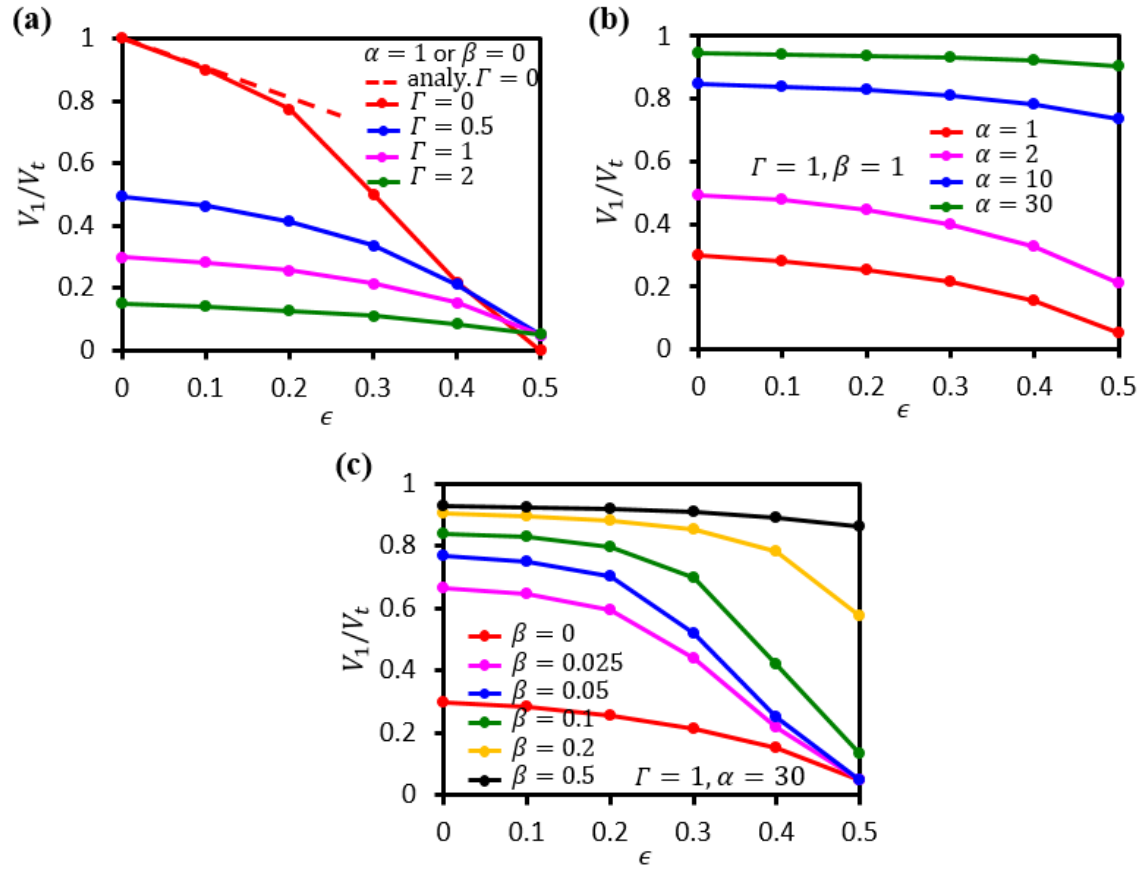 (a)
1
0.8
0.6
0.4
0.2
0
V₁/Vₜ
α = 1 or β = 0
analy. Γ = 0
Γ = 0
Γ = 0.5
Γ = 1
Γ = 2
0 0.1 0.2 0.3 0.4 0.5
ϵ
(b)
1
0.8
0.6
0.4
0.2
0
V₁/Vₜ
Γ = 1, β = 1
α = 1
α = 2
α = 10
α = 30
0 0.1 0.2 0.3 0.4 0.5
ϵ
(c)
1
0.8
0.6
0.4
0.2
0
V₁/Vₜ
β = 0
β = 0.025
β = 0.05
β = 0.1
β = 0.2
β = 0.5
Γ = 1, α = 30
0 0.1 0.2 0.3 0.4 0.5
ϵ